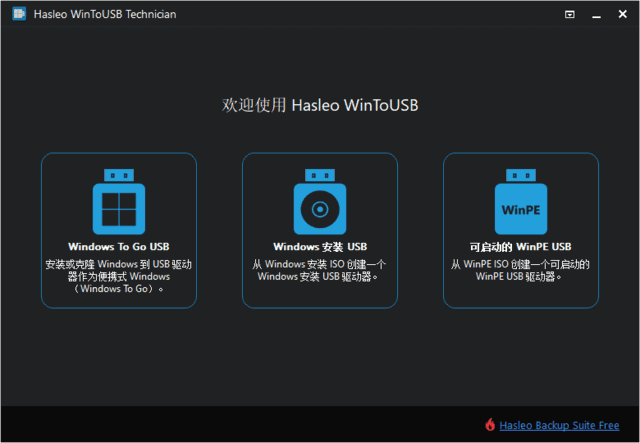 Hasleo WinToUSB Technician
欢迎使用 Hasleo WinToUSB
Windows To Go USB
安装或克隆 Windows 到 USB 驱动
器作为便携式 Windows
（Windows To Go）。
Windows 安装 USB
从 Windows 安装 ISO 创建一个
Windows 安装 USB 驱动器。
WinPE
可启动的 WinPE USB
从 WinPE ISO 创建一个可启动的
WinPE USB 驱动器。
Hasleo Backup Suite Free